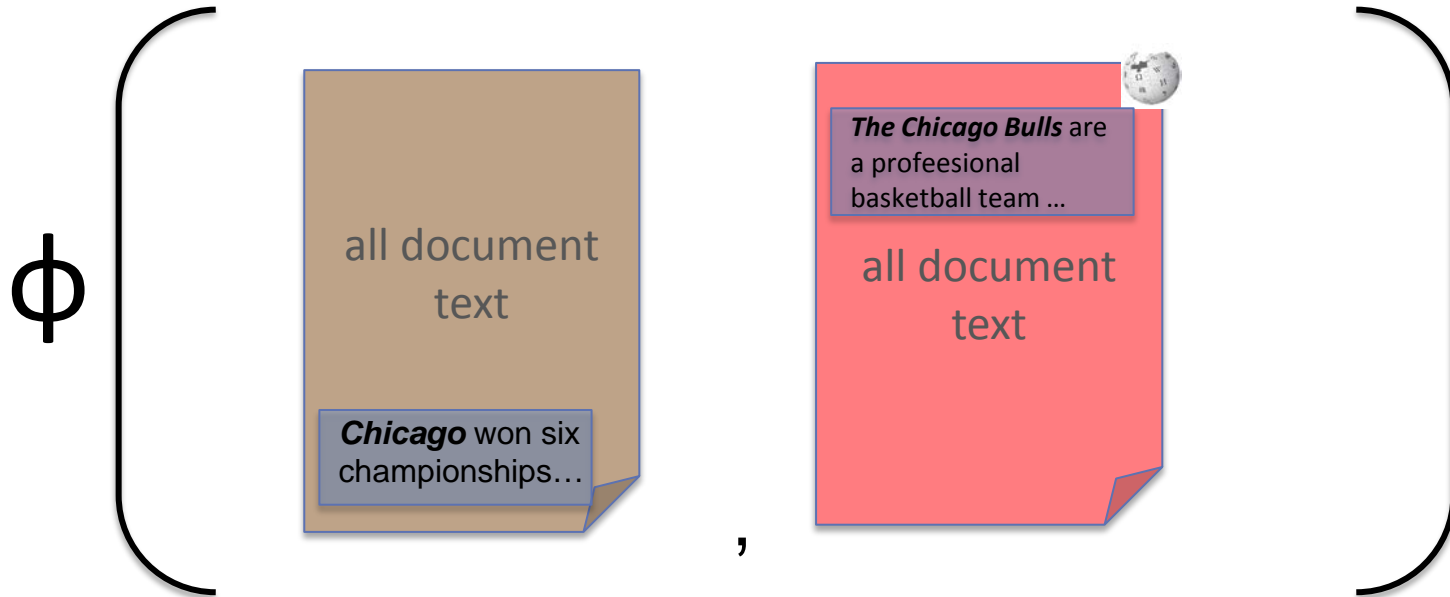 ф
all document
text
Chicago won six
championships…
,
The Chicago Bulls are
a profeesional
basketball team …
all document
text